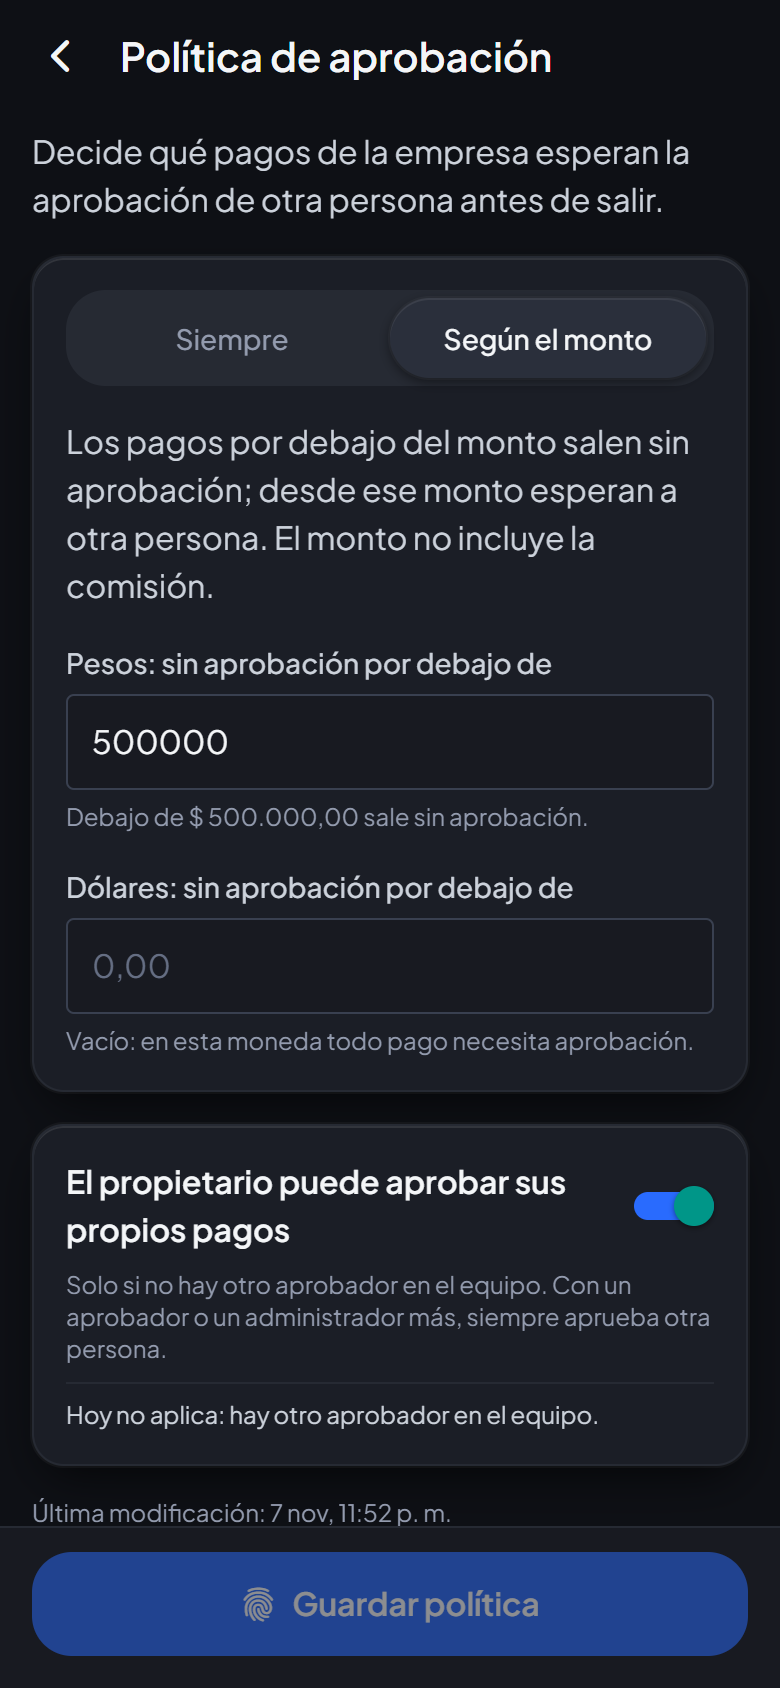 Política de aprobación
Decide qué pagos de la empresa esperan la
aprobación de otra persona antes de salir.
Siempre
Según el monto
Los pagos por debajo del monto salen sin
aprobación; desde ese monto esperan a
otra persona. El monto no incluye la
comisión.
Pesos: sin aprobación por debajo de
500000
Debajo de $ 500.000,00 sale sin aprobación.
Dólares: sin aprobación por debajo de
0,00
Vacío: en esta moneda todo pago necesita aprobación.
El propietario puede aprobar sus
propios pagos
Solo si no hay otro aprobador en el equipo. Con un
aprobador o un administrador más, siempre aprueba otra
persona.
Hoy no aplica: hay otro aprobador en el equipo.
Última modificación: 7 nov, 11:52 p. m.
Guardar política